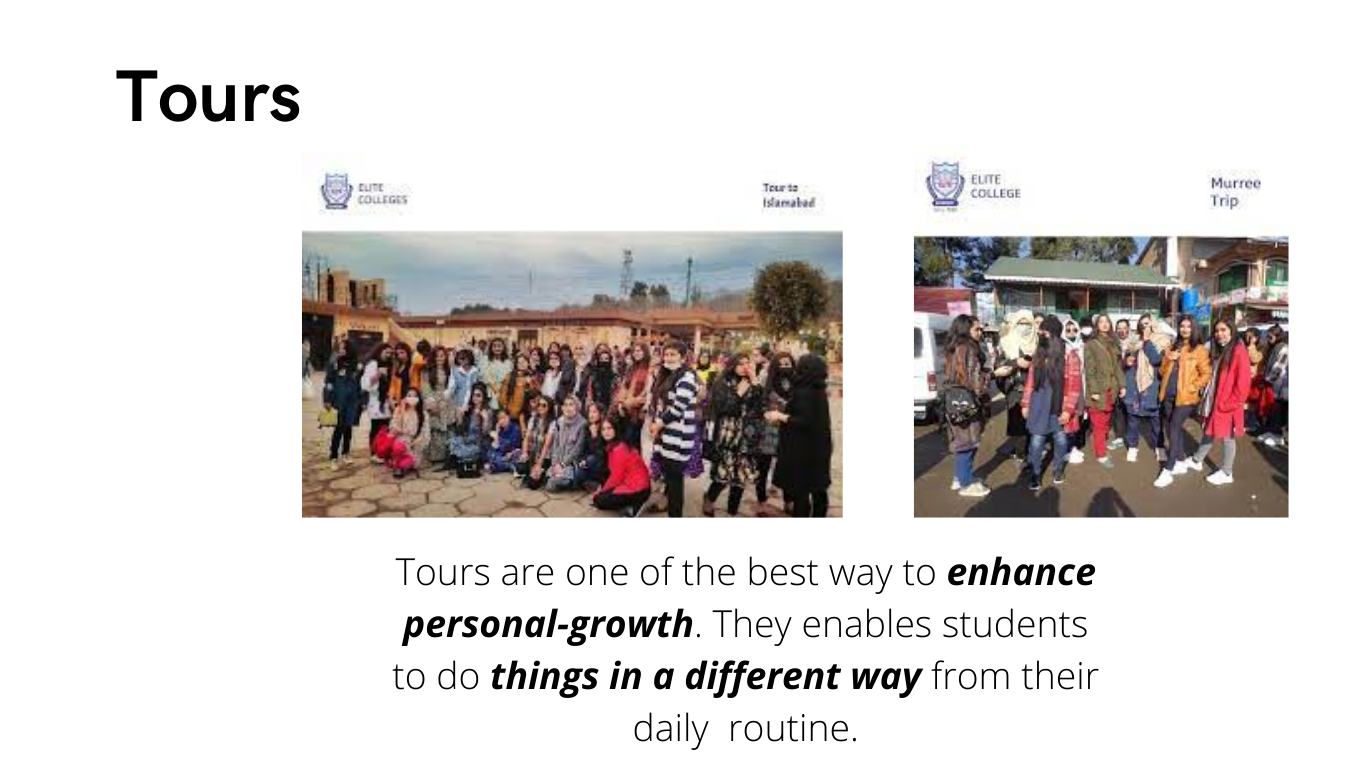 Tours
ELITE
COLLEGES
Tour to
Islamabad
ELITE
COLLEGE
Murree
Trip
Tours are one of the best way to enhance
personal-growth. They enables students
to do things in a different way from their
daily  routine.